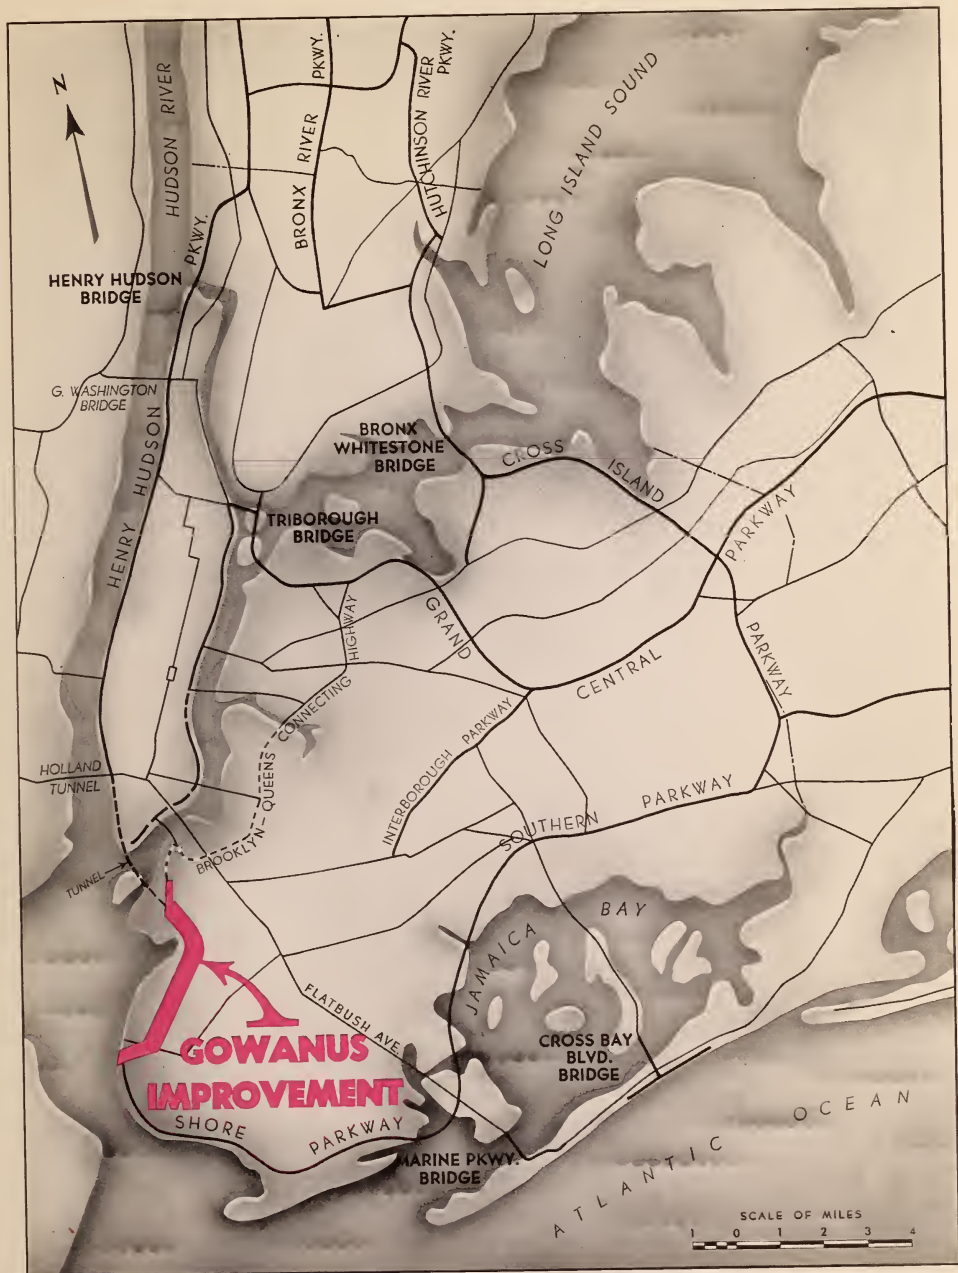 N
HUDSON RIVER
PKWY.
BRONX RIVER PKWY.
HUTCHINSON RIVER PKWY.
LONG ISLAND SOUND
HENRY HUDSON
BRIDGE
G. WASHINGTON
BRIDGE
HENRY HUDSON
BRONX
WHITESTONE
BRIDGE
CROSS ISLAND
PARKWAY
TRIBOROUGH
BRIDGE
GRAND CENTRAL
PARKWAY
BROOKLYN-QUEENS CONNECTING HIGHWAY
INTERBOROUGH PARKWAY
HOLLAND
TUNNEL
TUNNEL
SOUTHERN PARKWAY
JAMAICA BAY
FLATBUSH AVE.
CROSS BAY
BLVD.
BRIDGE
GOWANUS
IMPROVEMENT
SHORE PARKWAY
MARINE PKWY.
BRIDGE
ATLANTIC OCEAN
SCALE OF MILES
1 0 1 2 3 4